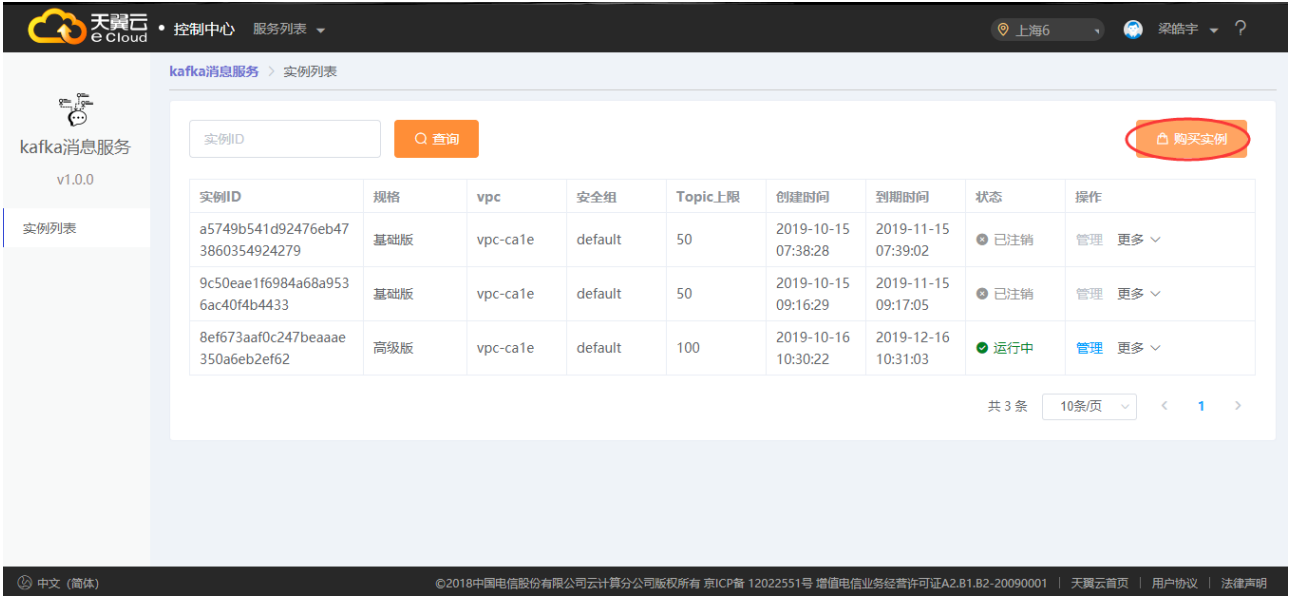 天翼云
e Cloud
• 控制中心 服务列表
上海6
梁皓宇
?
kafka消息服务
v1.0.0
实例列表
kafka消息服务 > 实例列表
实例ID
查询
购买实例
实例ID 规格 vpc 安全组 Topic上限 创建时间 到期时间 状态 操作
a5749b541d92476eb47
3860354924279
基础版 vpc-ca1e default 50
2019-10-15
07:38:28
2019-11-15
07:39:02
已注销 管理 更多
9c50eae1f6984a68a953
6ac40f4b4433
基础版 vpc-ca1e default 50
2019-10-15
09:16:29
2019-11-15
09:17:05
已注销 管理 更多
8ef673aaf0c247beaaae
350a6eb2ef62
高级版 vpc-ca1e default 100
2019-10-16
10:30:22
2019-12-16
10:31:03
运行中 管理 更多
共 3 条 10条/页 < 1 >
中文（简体）
©2018中国电信股份有限公司云计算分公司版权所有 京ICP备 12022551号 增值电信业务经营许可证A2.B1.B2-20090001 | 天翼云首页 | 用户协议 | 法律声明